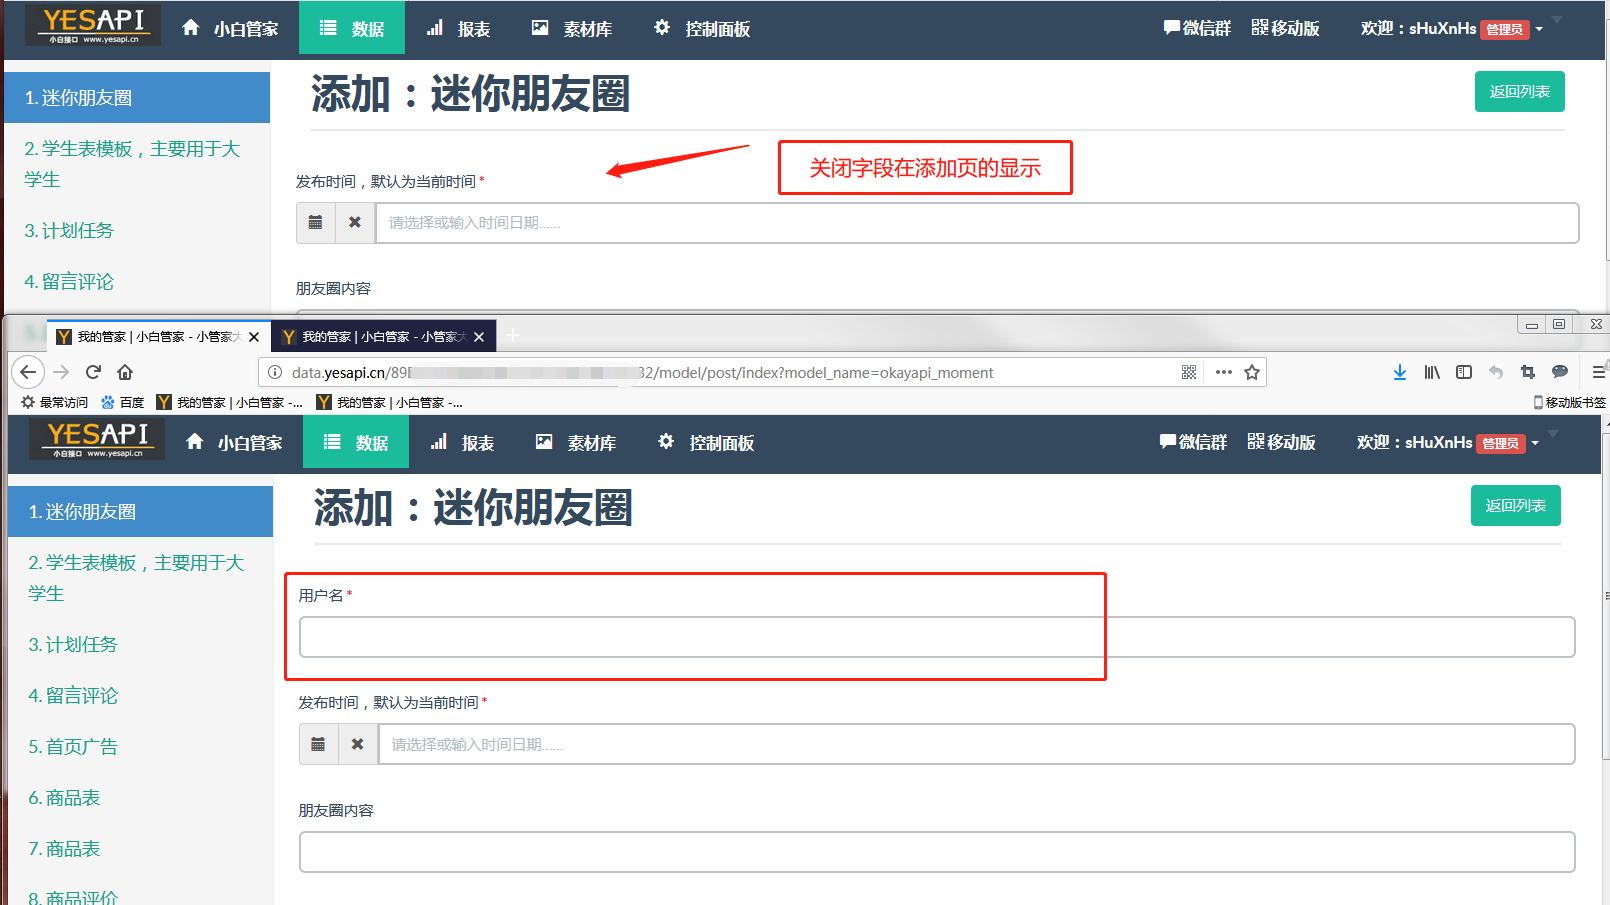 YESAPI
小白接口 www.yesapi.cn
小白管家
数据
报表
素材库
控制面板
微信群
移动版
欢迎：sHuXnHs 管理员
1. 迷你朋友圈
2. 学生表模板，主要用于大
学生
3. 计划任务
4. 留言评论
添加：迷你朋友圈
返回列表
关闭字段在添加页的显示
发布时间，默认为当前时间 *
请选择或输入时间日期......
朋友圈内容
我的管家 | 小白管家 - 小管家大
我的管家 | 小白管家 - 小管家大
data.yesapi.cn/89
32/model/post/index?model_name=okayapi_moment
最常访问
百度
我的管家 | 小白管家 -...
我的管家 | 小白管家 -...
移动版书签
YESAPI
小白接口 www.yesapi.cn
小白管家
数据
报表
素材库
控制面板
微信群
移动版
欢迎：sHuXnHs 管理员
1. 迷你朋友圈
2. 学生表模板，主要用于大
学生
3. 计划任务
4. 留言评论
5. 首页广告
6. 商品表
7. 商品表
8. 商品评价
添加：迷你朋友圈
返回列表
用户名 *
发布时间，默认为当前时间 *
请选择或输入时间日期......
朋友圈内容